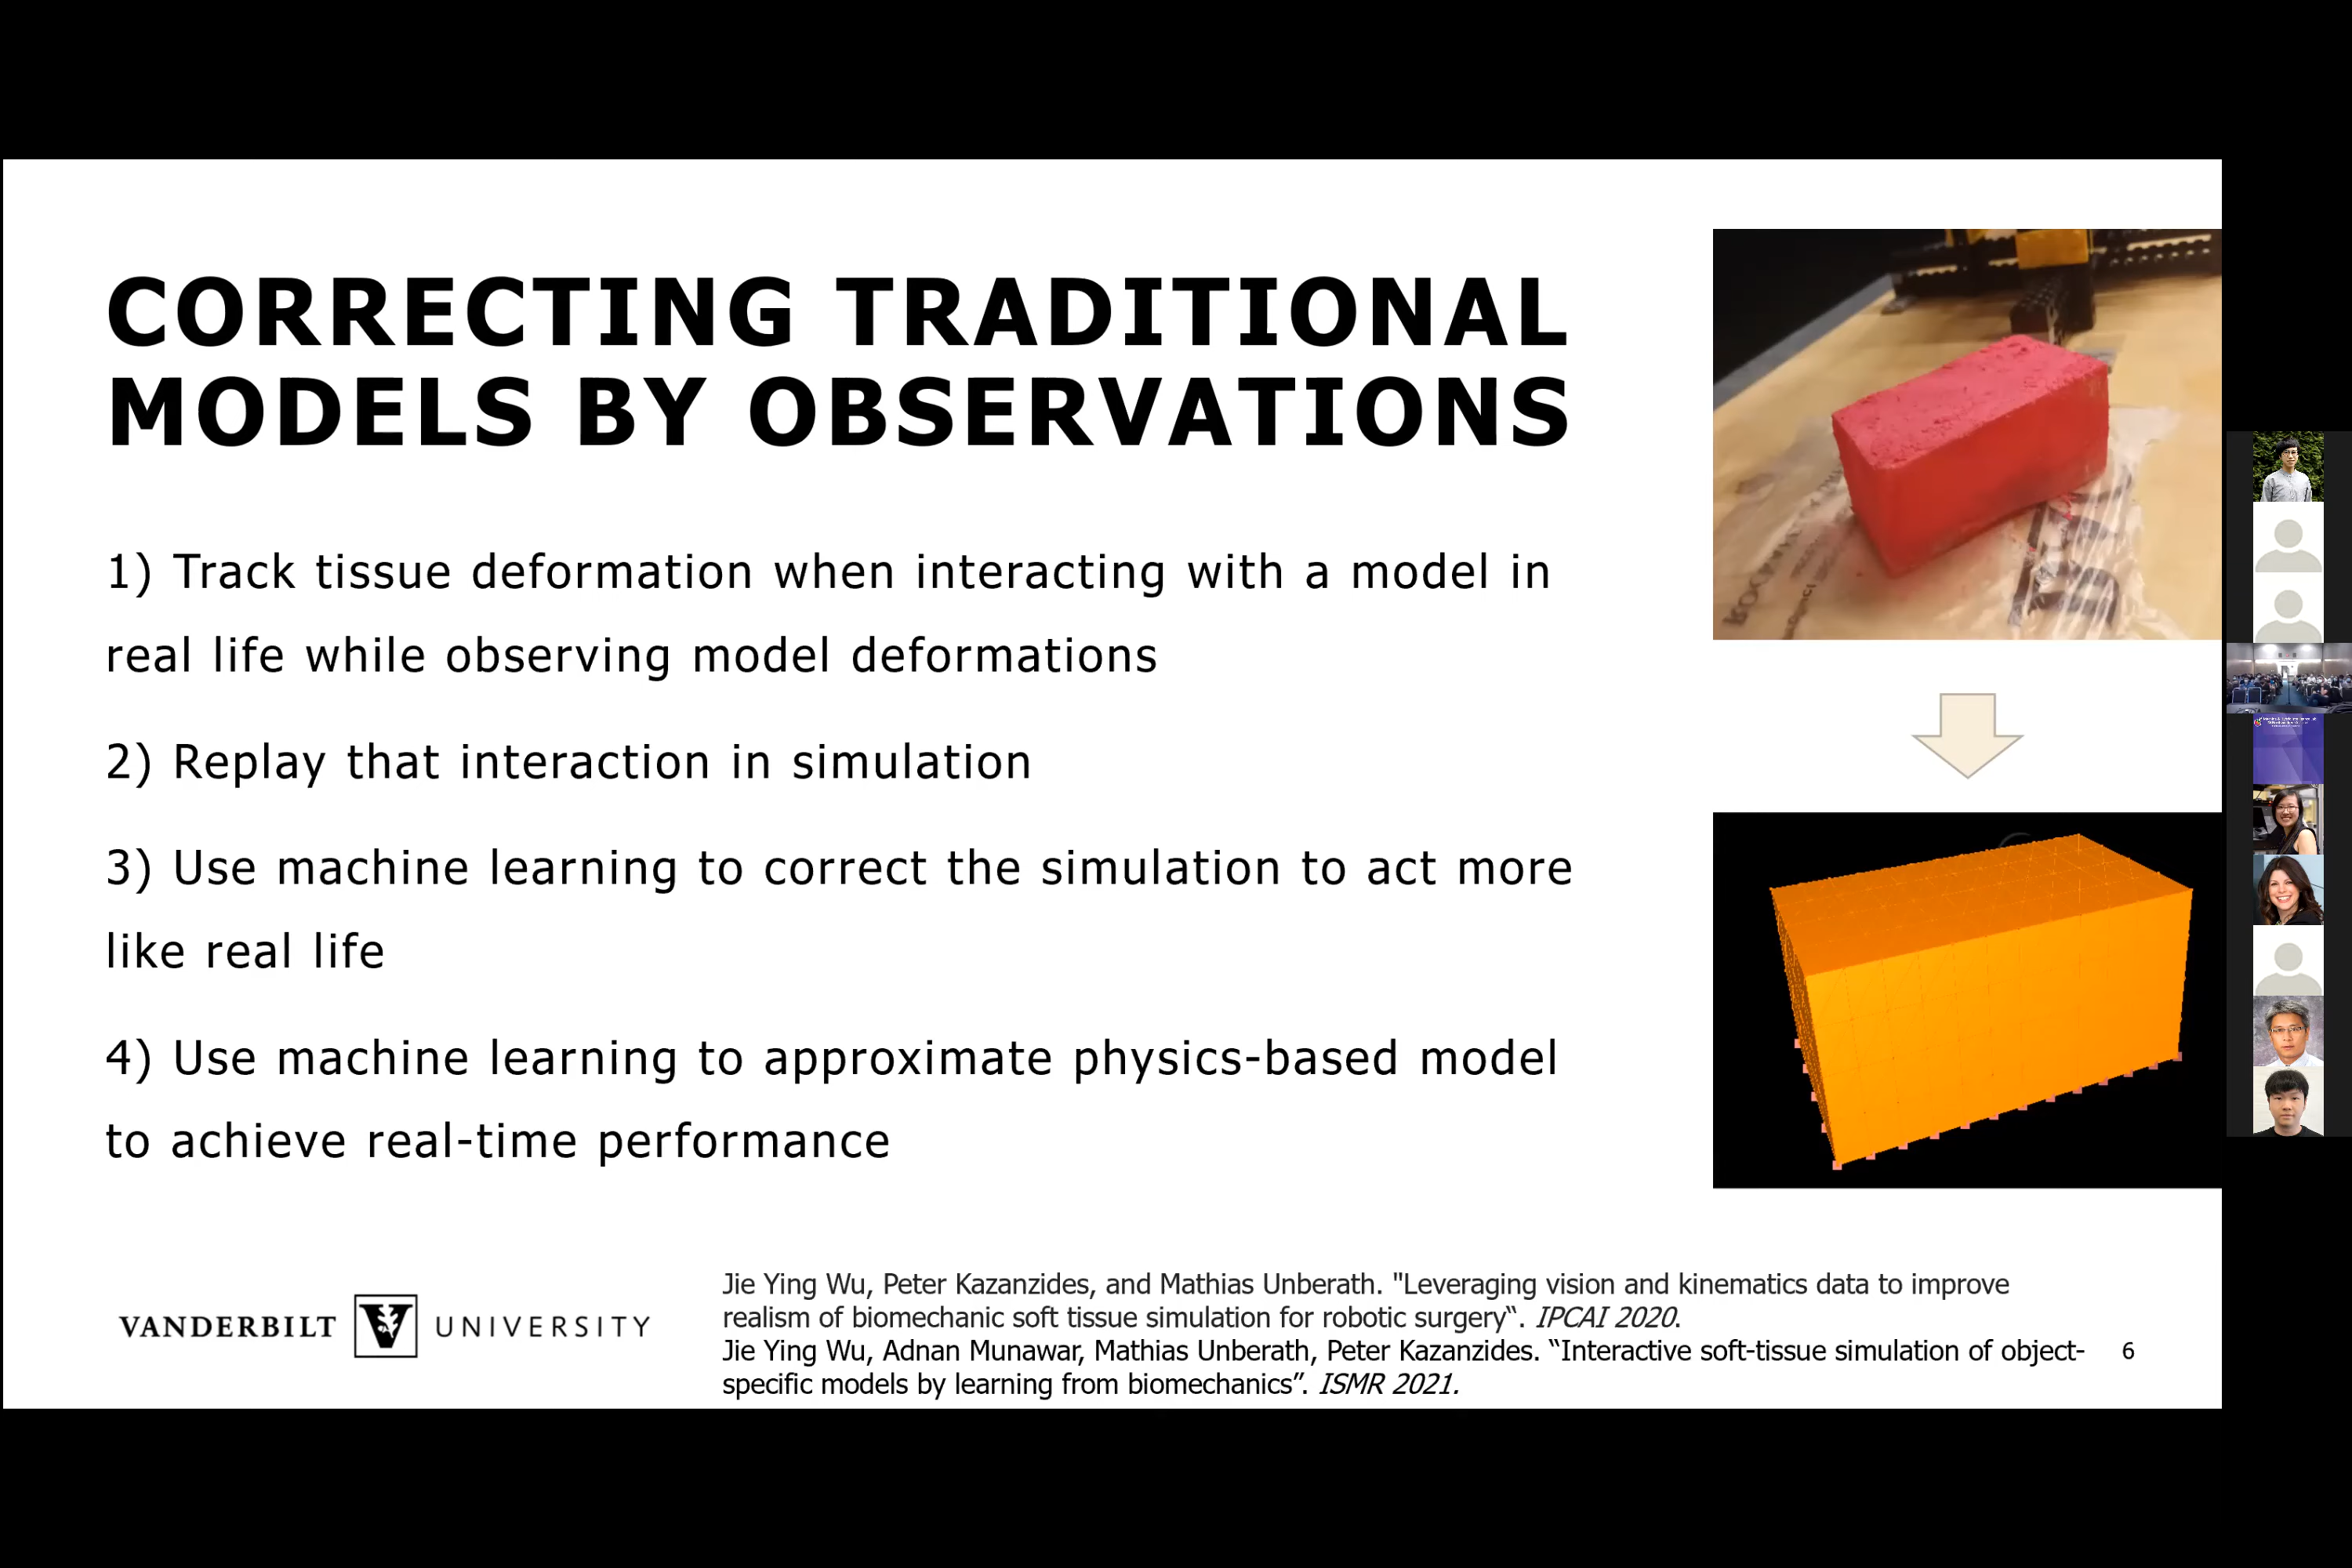 CORRECTING TRADITIONAL
MODELS BY OBSERVATIONS
1) Track tissue deformation when interacting with a model in
real life while observing model deformations
2) Replay that interaction in simulation
3) Use machine learning to correct the simulation to act more
like real life
4) Use machine learning to approximate physics-based model
to achieve real-time performance
VANDERBILT V UNIVERSITY
Jie Ying Wu, Peter Kazanzides, and Mathias Unberath. "Leveraging vision and kinematics data to improve
realism of biomechanic soft tissue simulation for robotic surgery“. IPCAI 2020.
Jie Ying Wu, Adnan Munawar, Mathias Unberath, Peter Kazanzides. “Interactive soft-tissue simulation of object-
specific models by learning from biomechanics”. ISMR 2021.
6